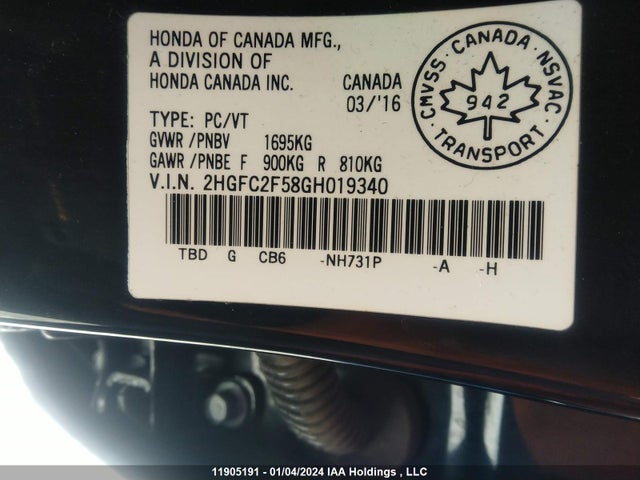 HONDA OF CANADA MFG.,
A DIVISION OF
HONDA CANADA INC. CANADA
03/'16
TYPE: PC/VT
GVWR /PNBV 1695KG
GAWR /PNBE F 900KG R 810KG
V.I.N. 2HGFC2F58GH019340
TBD G CB6 -NH731P -A -H
CMVSS · CANADA · NSVAC
942
· TRANSPORT ·
11905191 - 01/04/2024 IAA Holdings , LLC